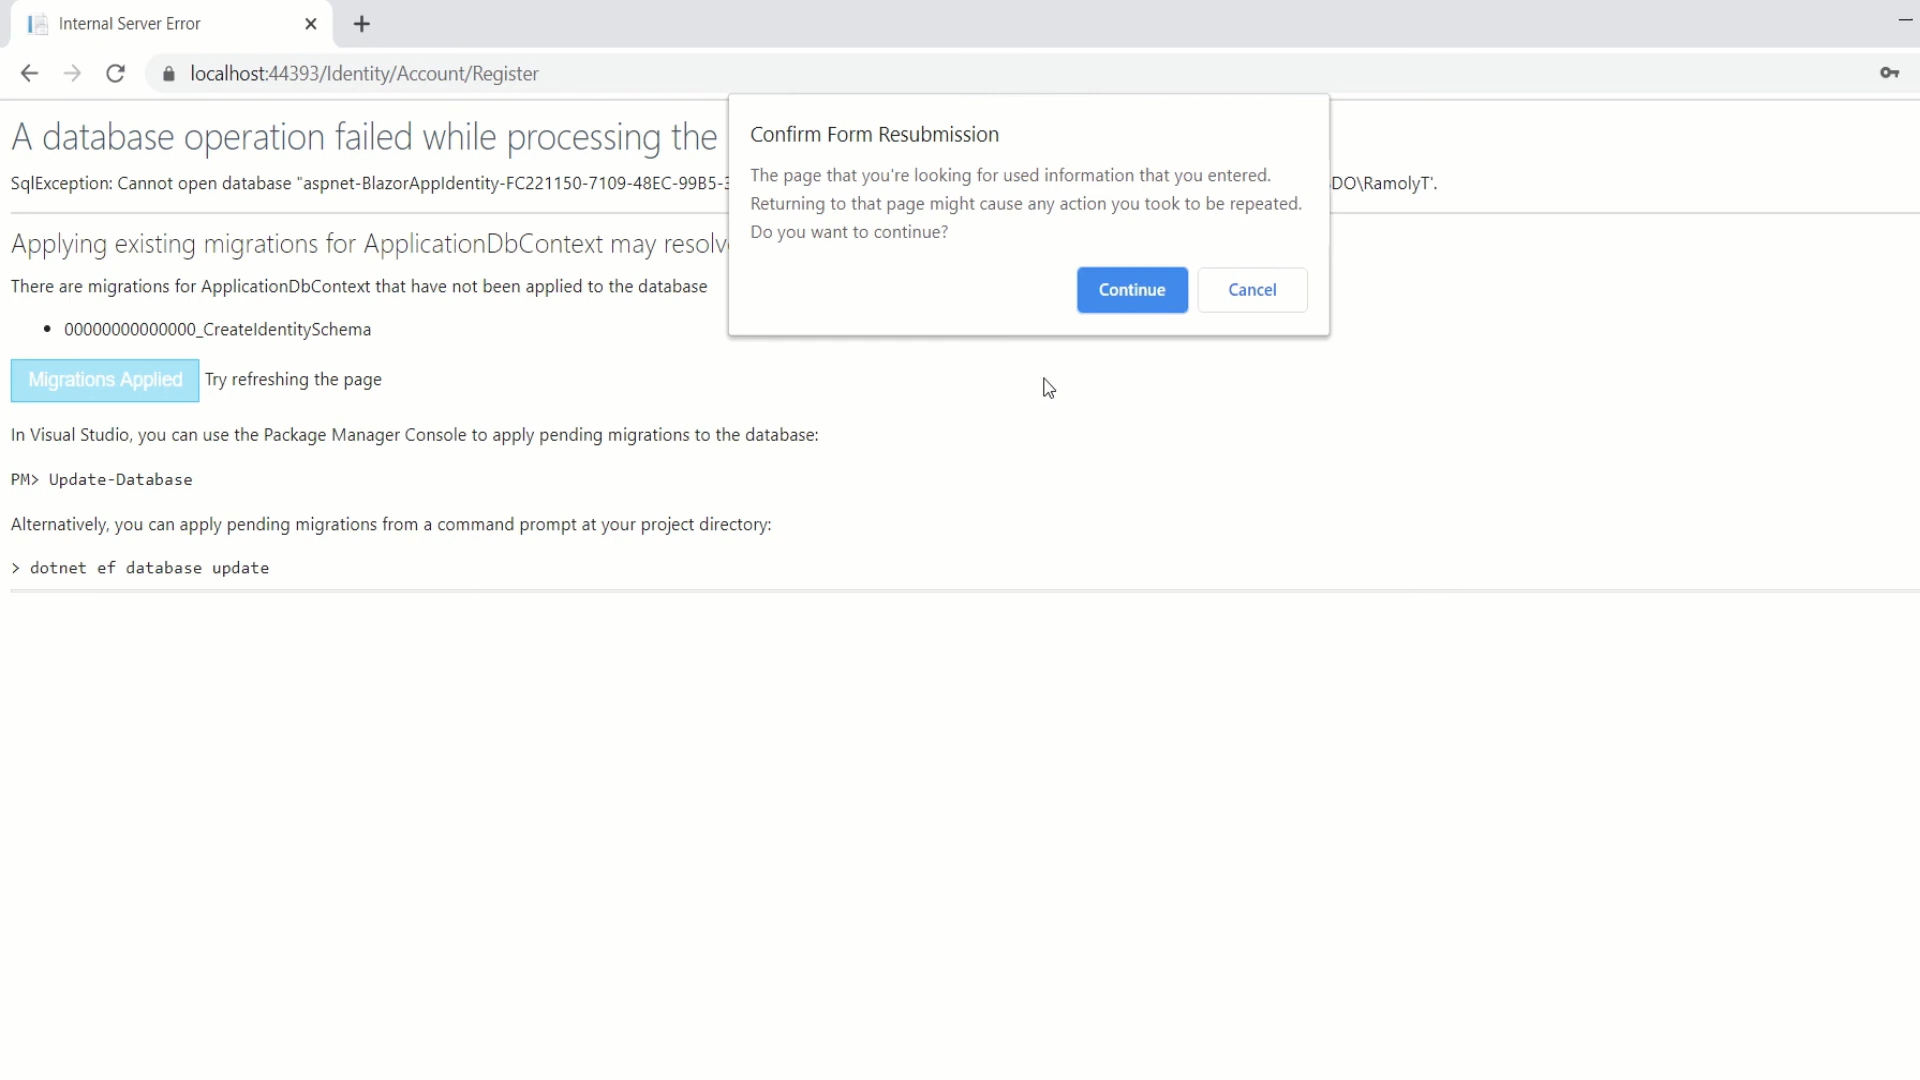 Internal Server Error
localhost:44393/Identity/Account/Register
A database operation failed while processing the
SqlException: Cannot open database "aspnet-BlazorAppIdentity-FC221150-7109-48EC-99B5- DO\RamolyT'.
Applying existing migrations for ApplicationDbContext may resolv
There are migrations for ApplicationDbContext that have not been applied to the database
• 00000000000000_CreateIdentitySchema
Migrations Applied Try refreshing the page
In Visual Studio, you can use the Package Manager Console to apply pending migrations to the database:
PM> Update-Database
Alternatively, you can apply pending migrations from a command prompt at your project directory:
> dotnet ef database update
Confirm Form Resubmission
The page that you're looking for used information that you entered.
Returning to that page might cause any action you took to be repeated.
Do you want to continue?
Continue Cancel